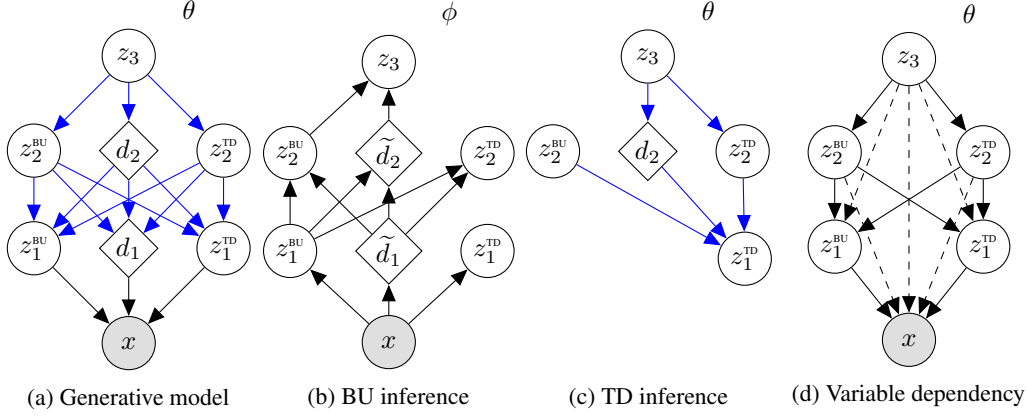 θ
ϕ
θ
θ
z₃
z₃
z₃
z₃
z₂ᴮᵁ
d₂
z₂ᵀᴰ
z₂ᴮᵁ
d̃₂
z₂ᵀᴰ
z₂ᴮᵁ
d₂
z₂ᵀᴰ
z₂ᴮᵁ
z₂ᵀᴰ
z₁ᴮᵁ
d₁
z₁ᵀᴰ
z₁ᴮᵁ
d̃₁
z₁ᵀᴰ
z₁ᵀᴰ
z₁ᴮᵁ
z₁ᵀᴰ
x
x
x
(a) Generative model
(b) BU inference
(c) TD inference
(d) Variable dependency